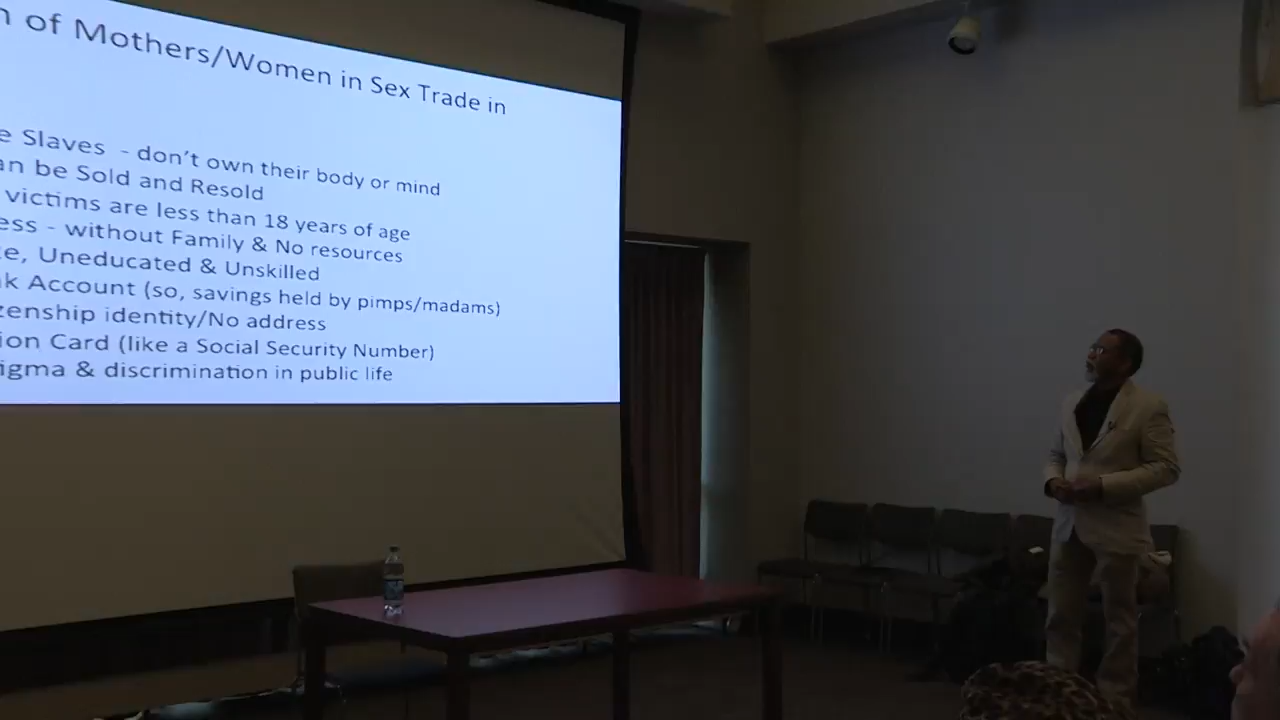 of Mothers/Women in Sex Trade in
Slaves - don't own their body or mind
be Sold and Resold
victims are less than 18 years of age
- without Family & No resources
Uneducated & Unskilled
Account (so, savings held by pimps/madams)
identity/No address
Card (like a Social Security Number)
& discrimination in public life